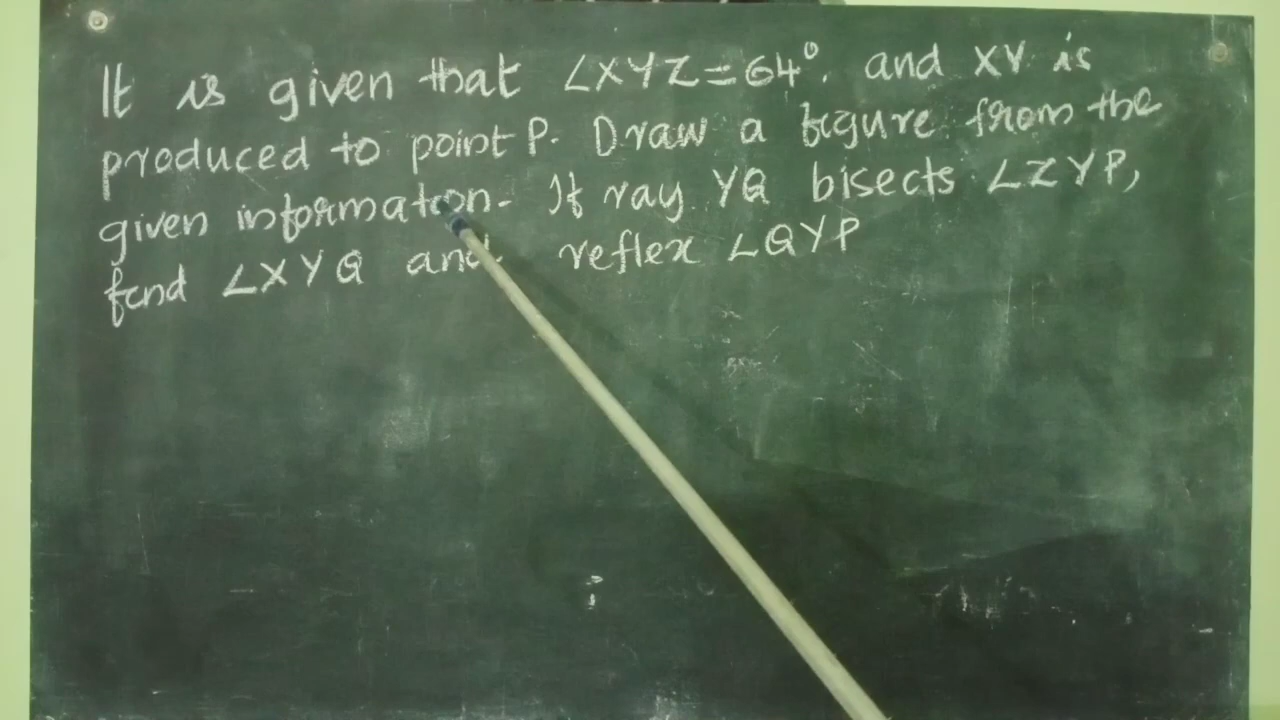 It is given that ∠XYZ=64°. and XY is
produced to point P. Draw a figure from the
given information. If ray YQ bisects ∠ZYP,
find ∠XYQ and reflex ∠QYP